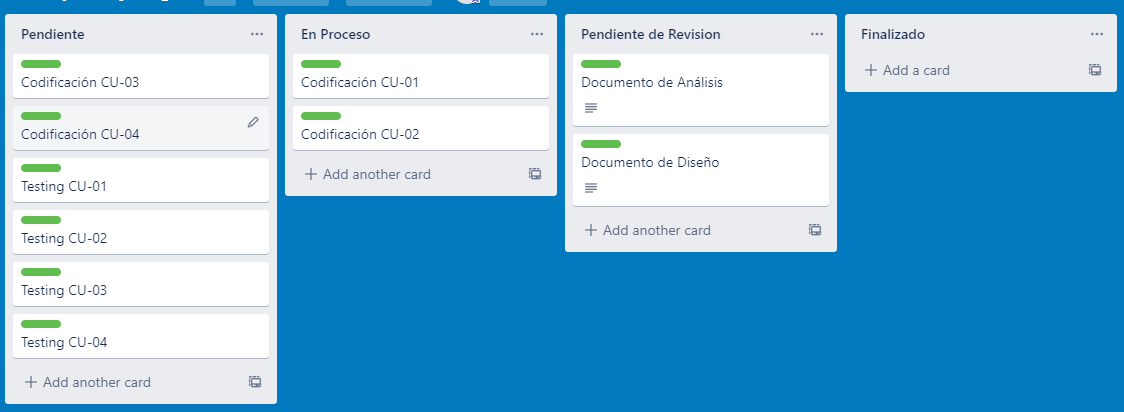 Pendiente
Codificación CU-03
Codificación CU-04
Testing CU-01
Testing CU-02
Testing CU-03
Testing CU-04
Add another card
En Proceso
Codificación CU-01
Codificación CU-02
Add another card
Pendiente de Revision
Documento de Análisis
Documento de Diseño
Add another card
Finalizado
Add a card